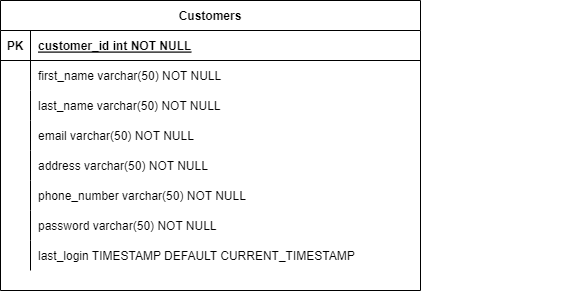 Customers
PK customer_id int NOT NULL
first_name varchar(50) NOT NULL
last_name varchar(50) NOT NULL
email varchar(50) NOT NULL
address varchar(50) NOT NULL
phone_number varchar(50) NOT NULL
password varchar(50) NOT NULL
last_login TIMESTAMP DEFAULT CURRENT_TIMESTAMP